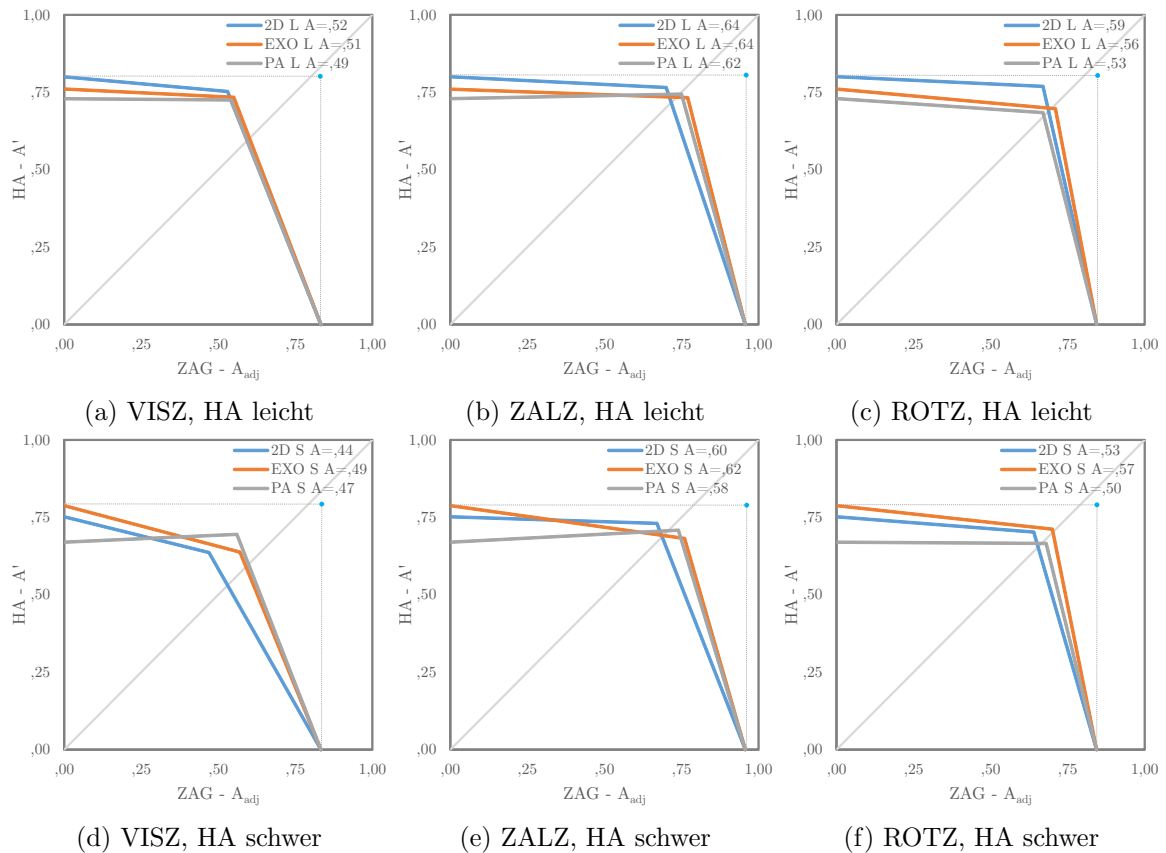 1,00
2D L A=,52
EXO L A=,51
PA L A=,49
,75
,50
,25
,00
HA - A'
,00 ,25 ,50 ,75 1,00
ZAG - A_adj
(a) VISZ, HA leicht
1,00
2D L A=,64
EXO L A=,64
PA L A=,62
,75
,50
,25
,00
HA - A'
,00 ,25 ,50 ,75 1,00
ZAG - A_adj
(b) ZALZ, HA leicht
1,00
2D L A=,59
EXO L A=,56
PA L A=,53
,75
,50
,25
,00
HA - A'
,00 ,25 ,50 ,75 1,00
ZAG - A_adj
(c) ROTZ, HA leicht
1,00
2D S A=,44
EXO S A=,49
PA S A=,47
,75
,50
,25
,00
HA - A'
,00 ,25 ,50 ,75 1,00
ZAG - A_adj
(d) VISZ, HA schwer
1,00
2D S A=,60
EXO S A=,62
PA S A=,58
,75
,50
,25
,00
HA - A'
,00 ,25 ,50 ,75 1,00
ZAG - A_adj
(e) ZALZ, HA schwer
1,00
2D S A=,53
EXO S A=,57
PA S A=,50
,75
,50
,25
,00
HA - A'
,00 ,25 ,50 ,75 1,00
ZAG - A_adj
(f) ROTZ, HA schwer